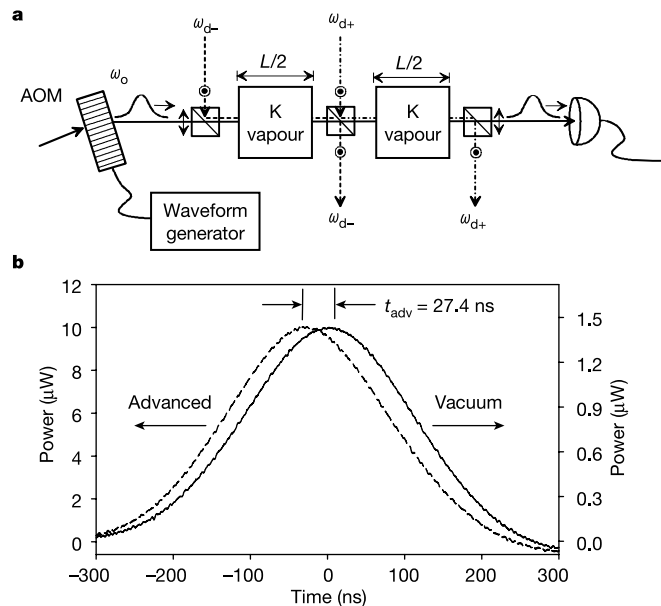 a
ω_d−
ω_d+
ω_o
L/2
L/2
AOM
K
vapour
K
vapour
Waveform
generator
ω_d−
ω_d+
b
t_adv = 27.4 ns
Advanced
Vacuum
Power (μW)
12
10
8
6
4
2
0
Power (μW)
1.5
1.2
0.9
0.6
0.3
0.0
−300
−200
−100
0
100
200
300
Time (ns)